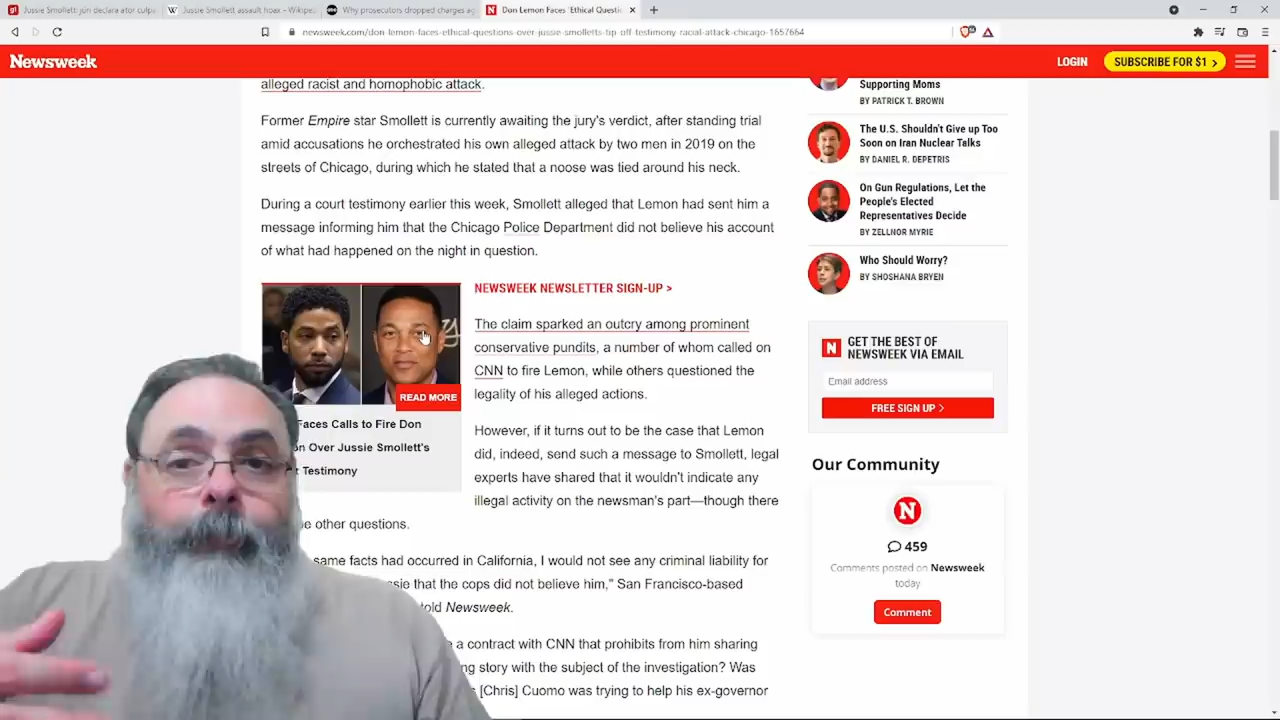 Jussie Smollett: jun declarator culpa
Jussie Smollett assault hoax - Wikipe
Why prosecutors dropped charges ag
Don Lemon Faces 'Ethical Questi
newsweek.com/don-lemon-faces-ethical-questions-over-jussie-smolletts-tip-off-testimony-racial-attack-chicago-1657664
Newsweek
LOGIN
SUBSCRIBE FOR $1 >
alleged racist and homophobic attack.
Former Empire star Smollett is currently awaiting the jury's verdict, after standing trial
amid accusations he orchestrated his own alleged attack by two men in 2019 on the
streets of Chicago, during which he stated that a noose was tied around his neck.
During a court testimony earlier this week, Smollett alleged that Lemon had sent him a
message informing him that the Chicago Police Department did not believe his account
of what had happened on the night in question.
READ MORE
Faces Calls to Fire Don
on Over Jussie Smollett's
t Testimony
NEWSWEEK NEWSLETTER SIGN-UP >
The claim sparked an outcry among prominent
conservative pundits, a number of whom called on
CNN to fire Lemon, while others questioned the
legality of his alleged actions.
However, if it turns out to be the case that Lemon
did, indeed, send such a message to Smollett, legal
experts have shared that it wouldn't indicate any
illegal activity on the newsman's part—though there
e other questions.
same facts had occurred in California, I would not see any criminal liability for
ssie that the cops did not believe him," San Francisco-based
told Newsweek.
e a contract with CNN that prohibits from him sharing
ng story with the subject of the investigation? Was
s [Chris] Cuomo was trying to help his ex-governor
Supporting Moms
BY PATRICK T. BROWN
The U.S. Shouldn't Give up Too
Soon on Iran Nuclear Talks
BY DANIEL R. DEPETRIS
On Gun Regulations, Let the
People's Elected
Representatives Decide
BY ZELLNOR MYRIE
Who Should Worry?
BY SHOSHANA BRYEN
N
GET THE BEST OF
NEWSWEEK VIA EMAIL
Email address
FREE SIGN UP >
Our Community
N
459
Comments posted on Newsweek
today
Comment